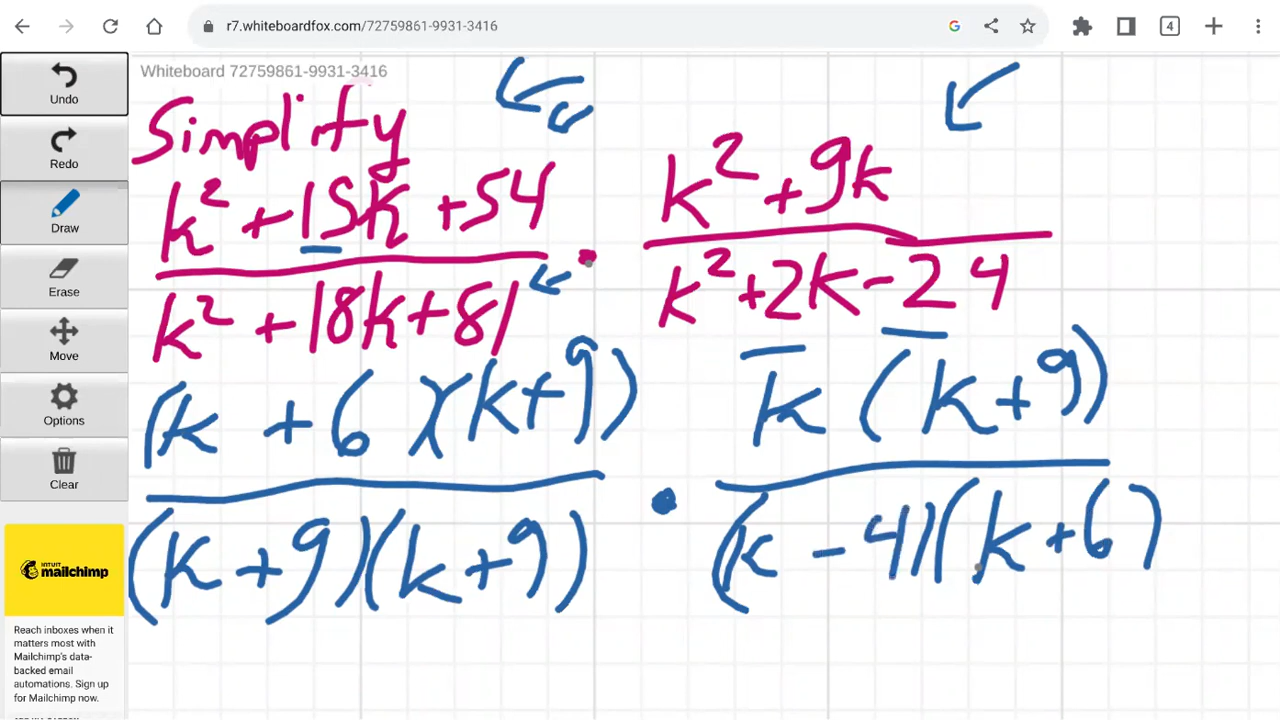 r7.whiteboardfox.com/72759861-9931-3416
4
Whiteboard 72759861-9931-3416
Undo
Redo
Draw
Erase
Move
Options
Clear
Simplify
k² + 15k + 54 · k² + 9k
k² + 18k + 81 k² + 2k - 24
(k + 6)(k + 9) · k (k + 9)
(k + 9)(k + 9) (k - 4)(k + 6)
INTUIT
mailchimp
Reach inboxes when it
matters most with
Mailchimp's data-
backed email
automations. Sign up
for Mailchimp now.